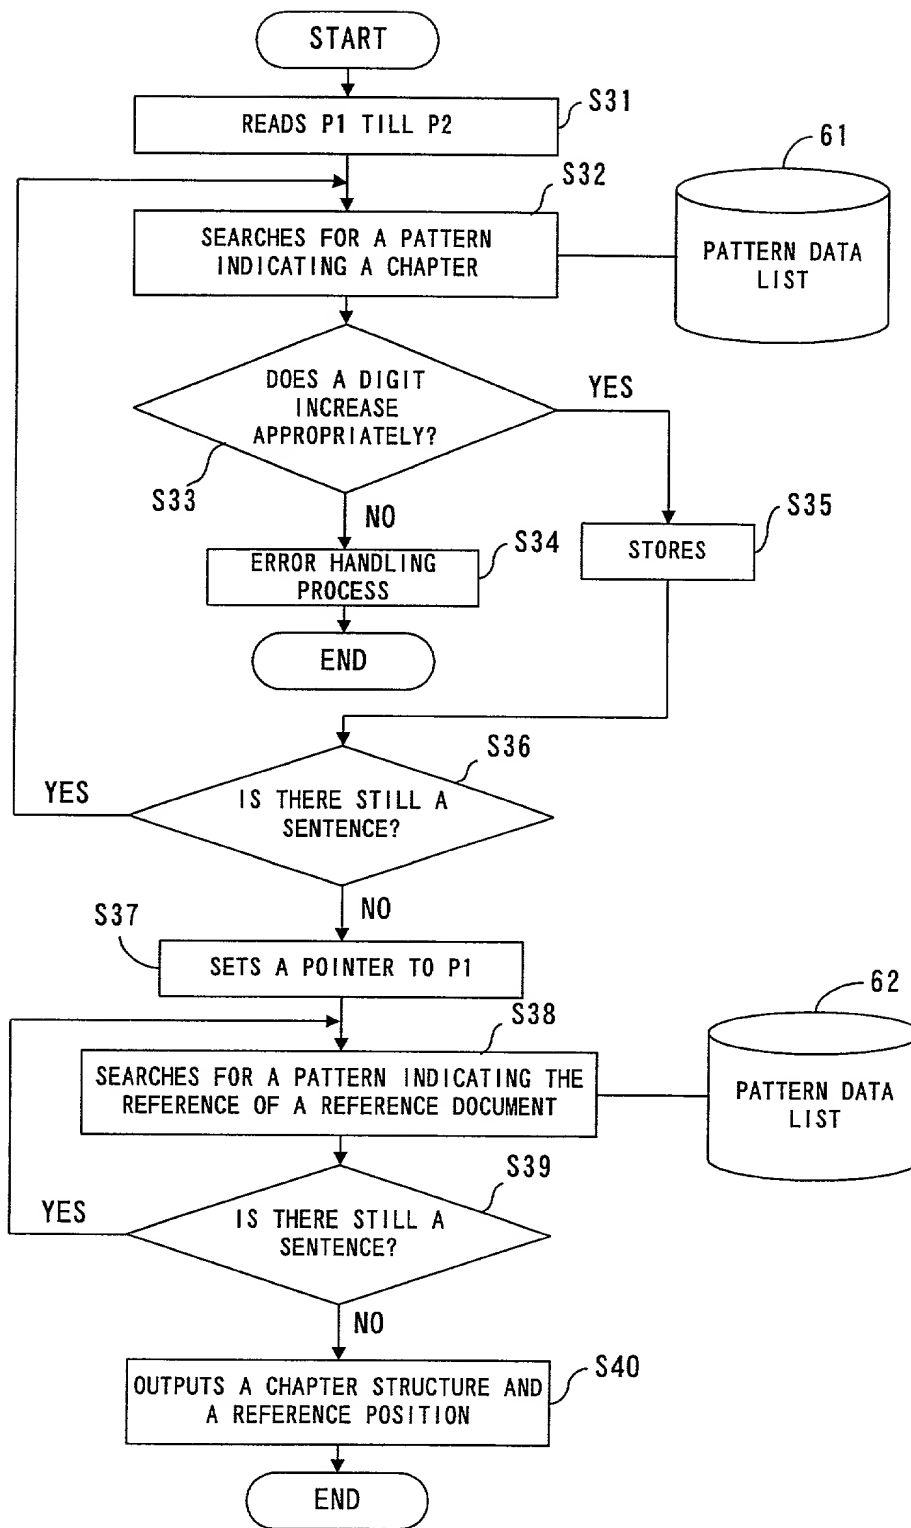 START
S31
READS P1 TILL P2
61
S32
SEARCHES FOR A PATTERN
INDICATING A CHAPTER
PATTERN DATA
LIST
DOES A DIGIT
INCREASE
APPROPRIATELY?
YES
S33
NO
S35
STORES
S34
ERROR HANDLING
PROCESS
END
S36
YES
IS THERE STILL A
SENTENCE?
NO
S37
SETS A POINTER TO P1
62
S38
SEARCHES FOR A PATTERN INDICATING THE
REFERENCE OF A REFERENCE DOCUMENT
PATTERN DATA
LIST
S39
YES
IS THERE STILL A
SENTENCE?
NO
S40
OUTPUTS A CHAPTER STRUCTURE AND
A REFERENCE POSITION
END